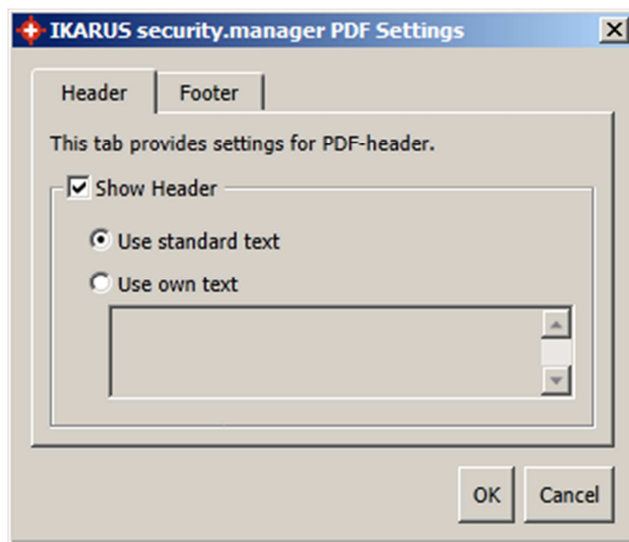 IKARUS security.manager PDF Settings
Header
Footer
This tab provides settings for PDF-header.
Show Header
Use standard text
Use own text
OK
Cancel